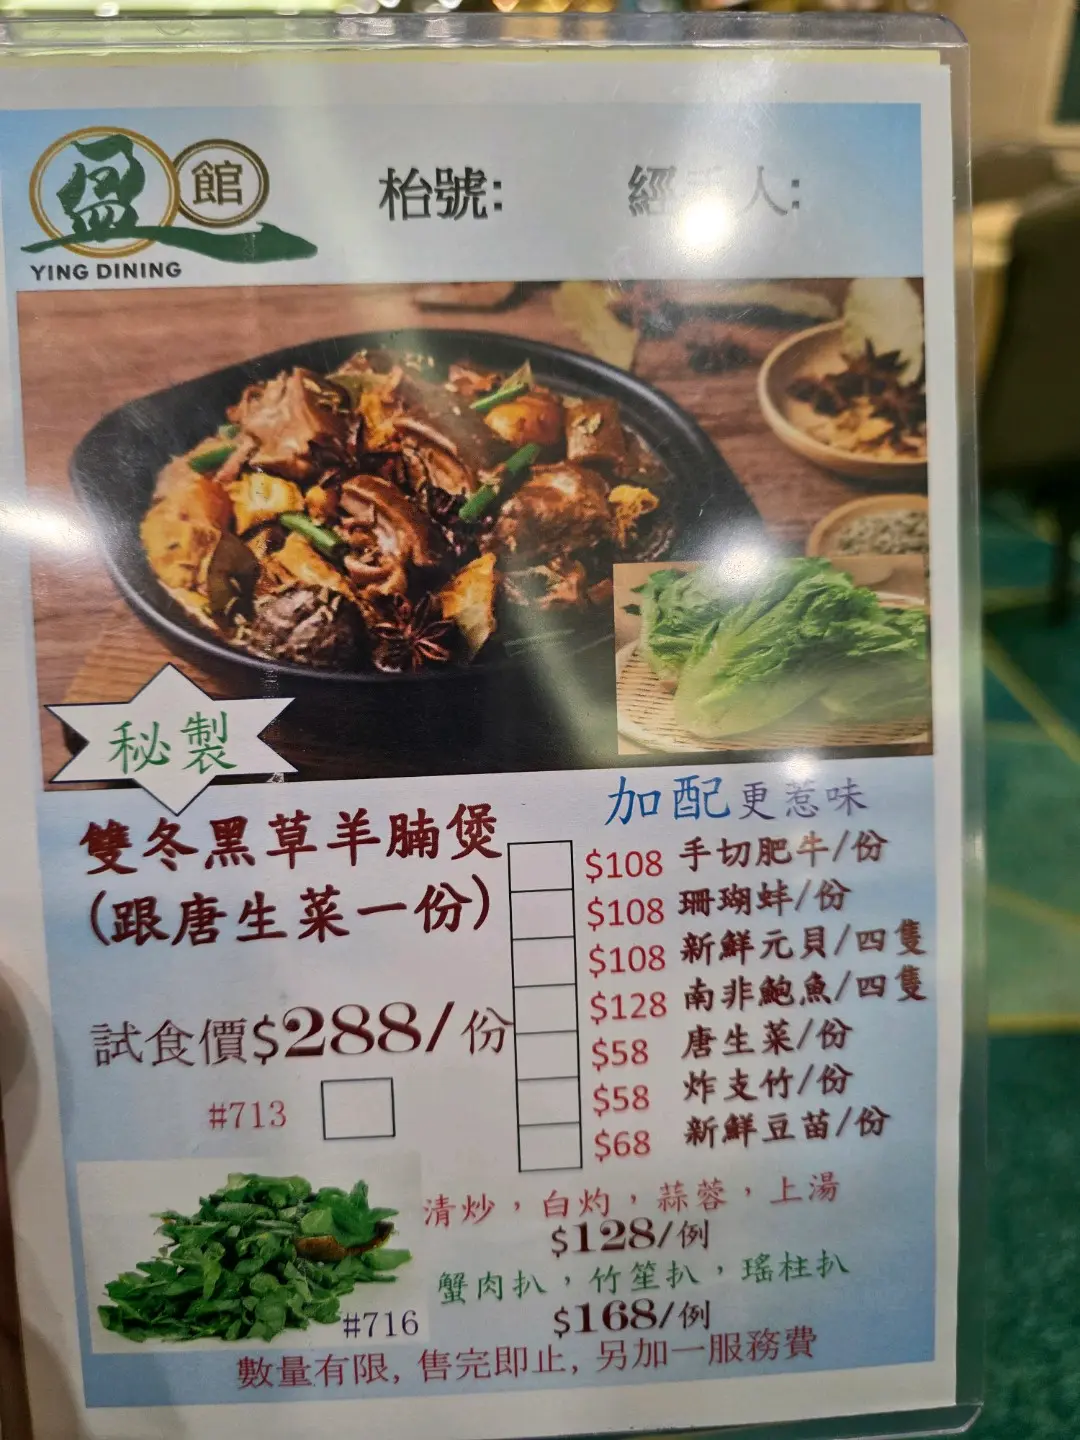 盈館
YING DINING
枱號:
經 人:
秘製
雙冬黑草羊腩煲
(跟唐生菜一份)
試食價$288/份
#713
加配更惹味
$108 手切肥牛/份
$108 珊瑚蚌/份
$108 新鮮元貝/四隻
$128 南非鮑魚/四隻
$58 唐生菜/份
$58 炸支竹/份
$68 新鮮豆苗/份
清炒，白灼，蒜蓉，上湯
$128/例
蟹肉扒，竹笙扒，瑤柱扒
$168/例
#716
數量有限, 售完即止, 另加一服務費